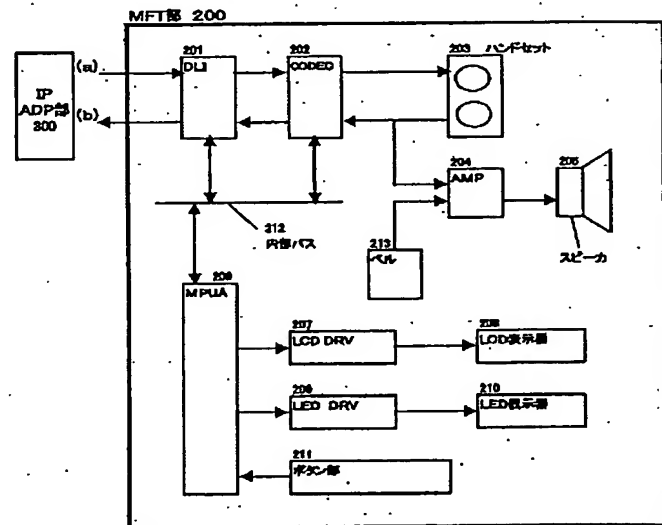 MFT部 200
(a)
201
DLI
202
CODEC
203 ハンドセット
IP
ADP部
300
(b)
204
AMP
205
スピーカ
212
内部バス
213
ベル
206
MPUA
207
LCD DRV
208
LCD表示器
209
LED DRV
210
LED表示器
211
ボタン部